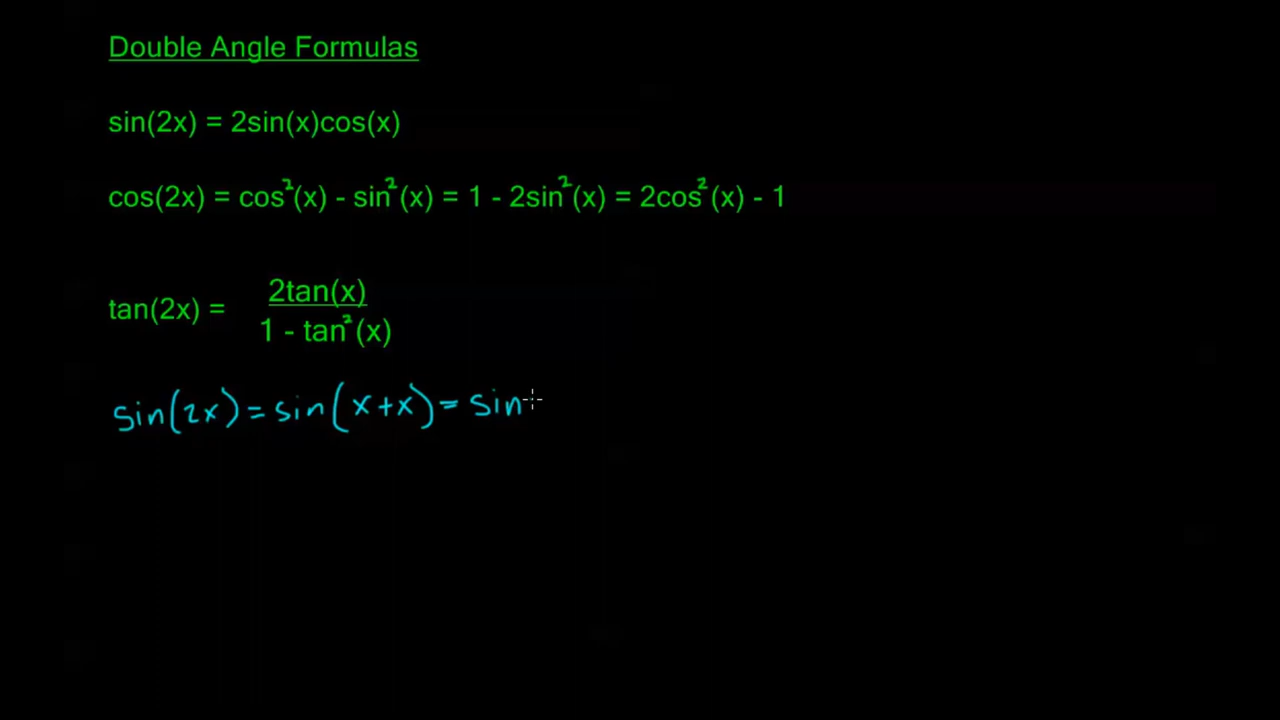 Double Angle Formulas
sin(2x) = 2sin(x)cos(x)
cos(2x) = cos²(x) - sin²(x) = 1 - 2sin²(x) = 2cos²(x) - 1
tan(2x) = 2tan(x)
1 - tan²(x)
sin(2x) = sin(x+x) = sin